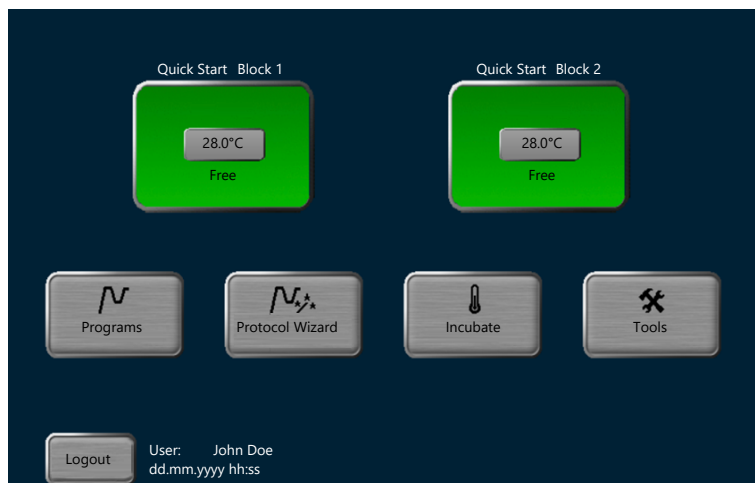 Quick Start Block 1
Quick Start Block 2
28.0°C
Free
28.0°C
Free
Programs
Protocol Wizard
Incubate
Tools
Logout
User: John Doe
dd.mm.yyyy hh:ss